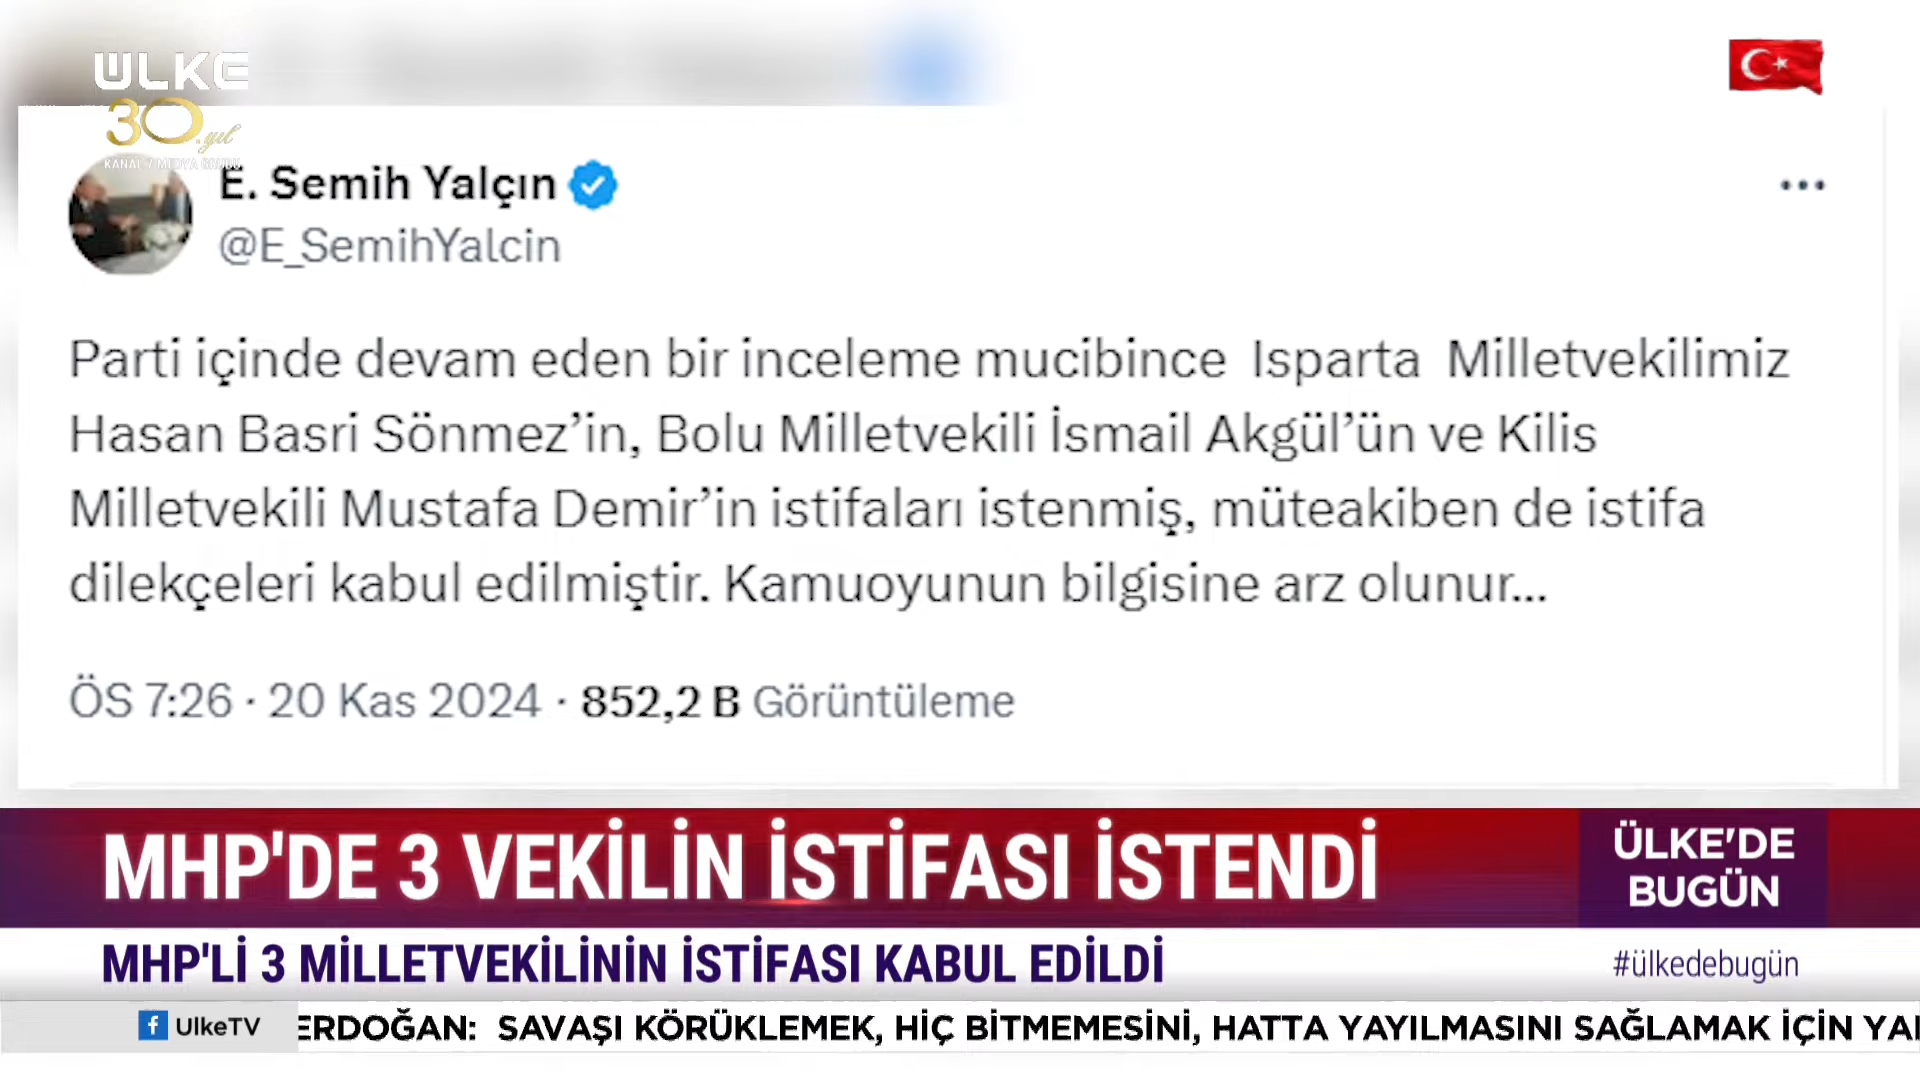 ÜLKE
30.yıl
KANAL 7 MEDYA GRUBU
E. Semih Yalçın
@E_SemihYalcin
Parti içinde devam eden bir inceleme mucibince Isparta Milletvekilimiz
Hasan Basri Sönmez’in, Bolu Milletvekili İsmail Akgül’ün ve Kilis
Milletvekili Mustafa Demir’in istifaları istenmiş, müteakiben de istifa
dilekçeleri kabul edilmiştir. Kamuoyunun bilgisine arz olunur...
ÖS 7:26 · 20 Kas 2024 · 852,2 B Görüntüleme
MHP'DE 3 VEKİLİN İSTİFASI İSTENDİ
ÜLKE'DE
BUGÜN
MHP'Lİ 3 MİLLETVEKİLİNİN İSTİFASI KABUL EDİLDİ
#ülkedebugün
f UlkeTV
ERDOĞAN: SAVAŞI KÖRÜKLEMEK, HİÇ BİTMEMESİNİ, HATTA YAYILMASINI SAĞLAMAK İÇİN